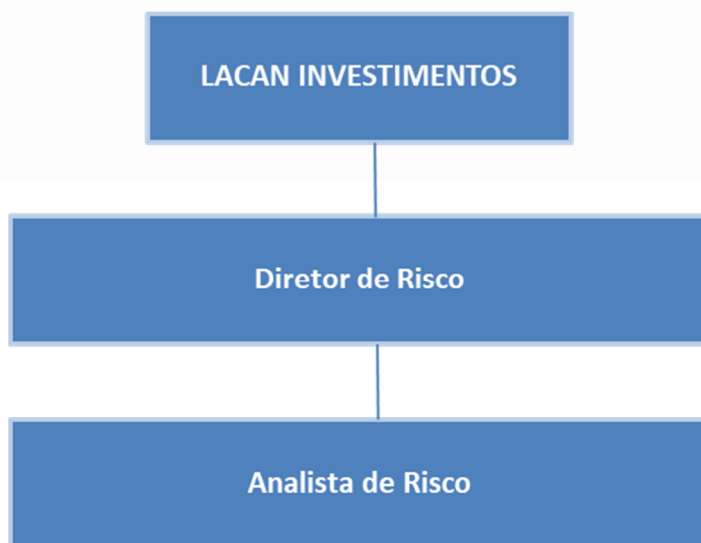 LACAN INVESTIMENTOS
Diretor de Risco
Analista de Risco